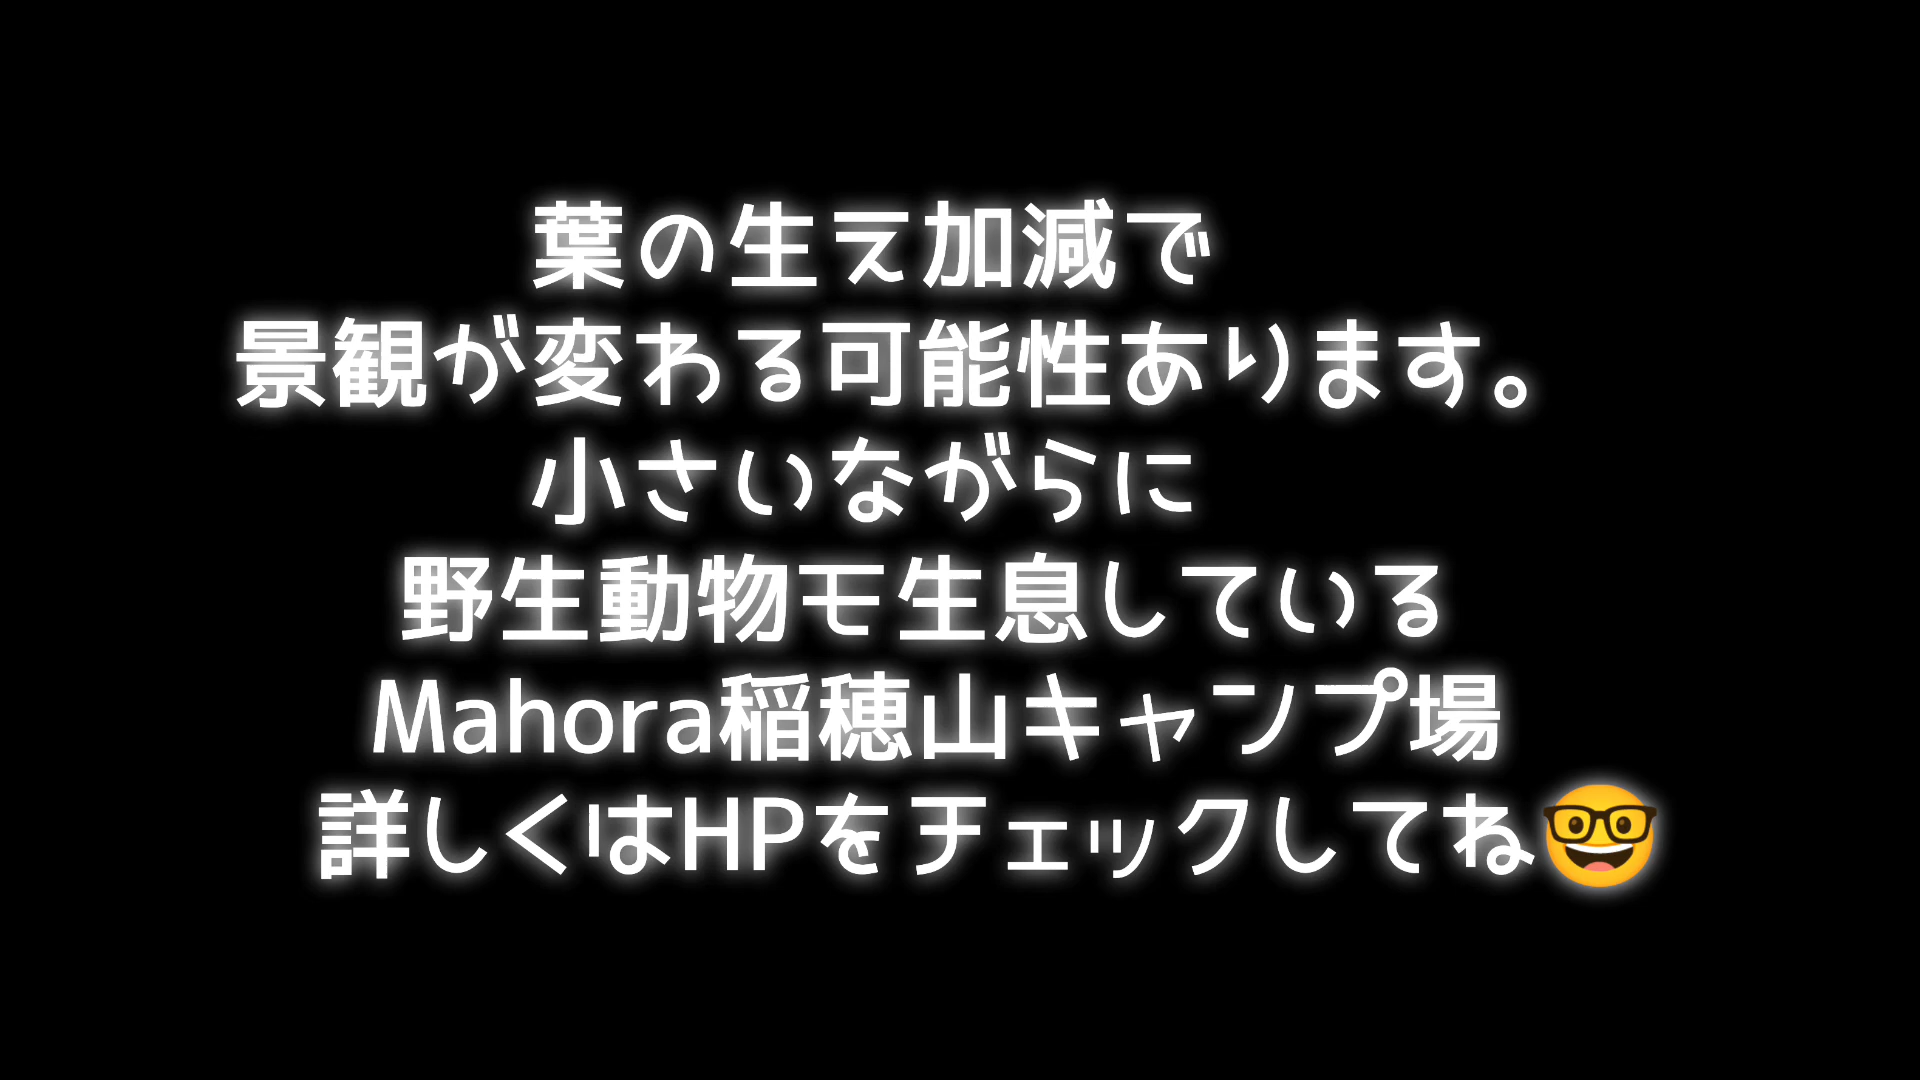 葉の生え加減で
景観が変わる可能性あります。
小さいながらに
野生動物モ生息している
Mahora稲穂山キャンプ場
詳しくはHPをチェックしてね🤓